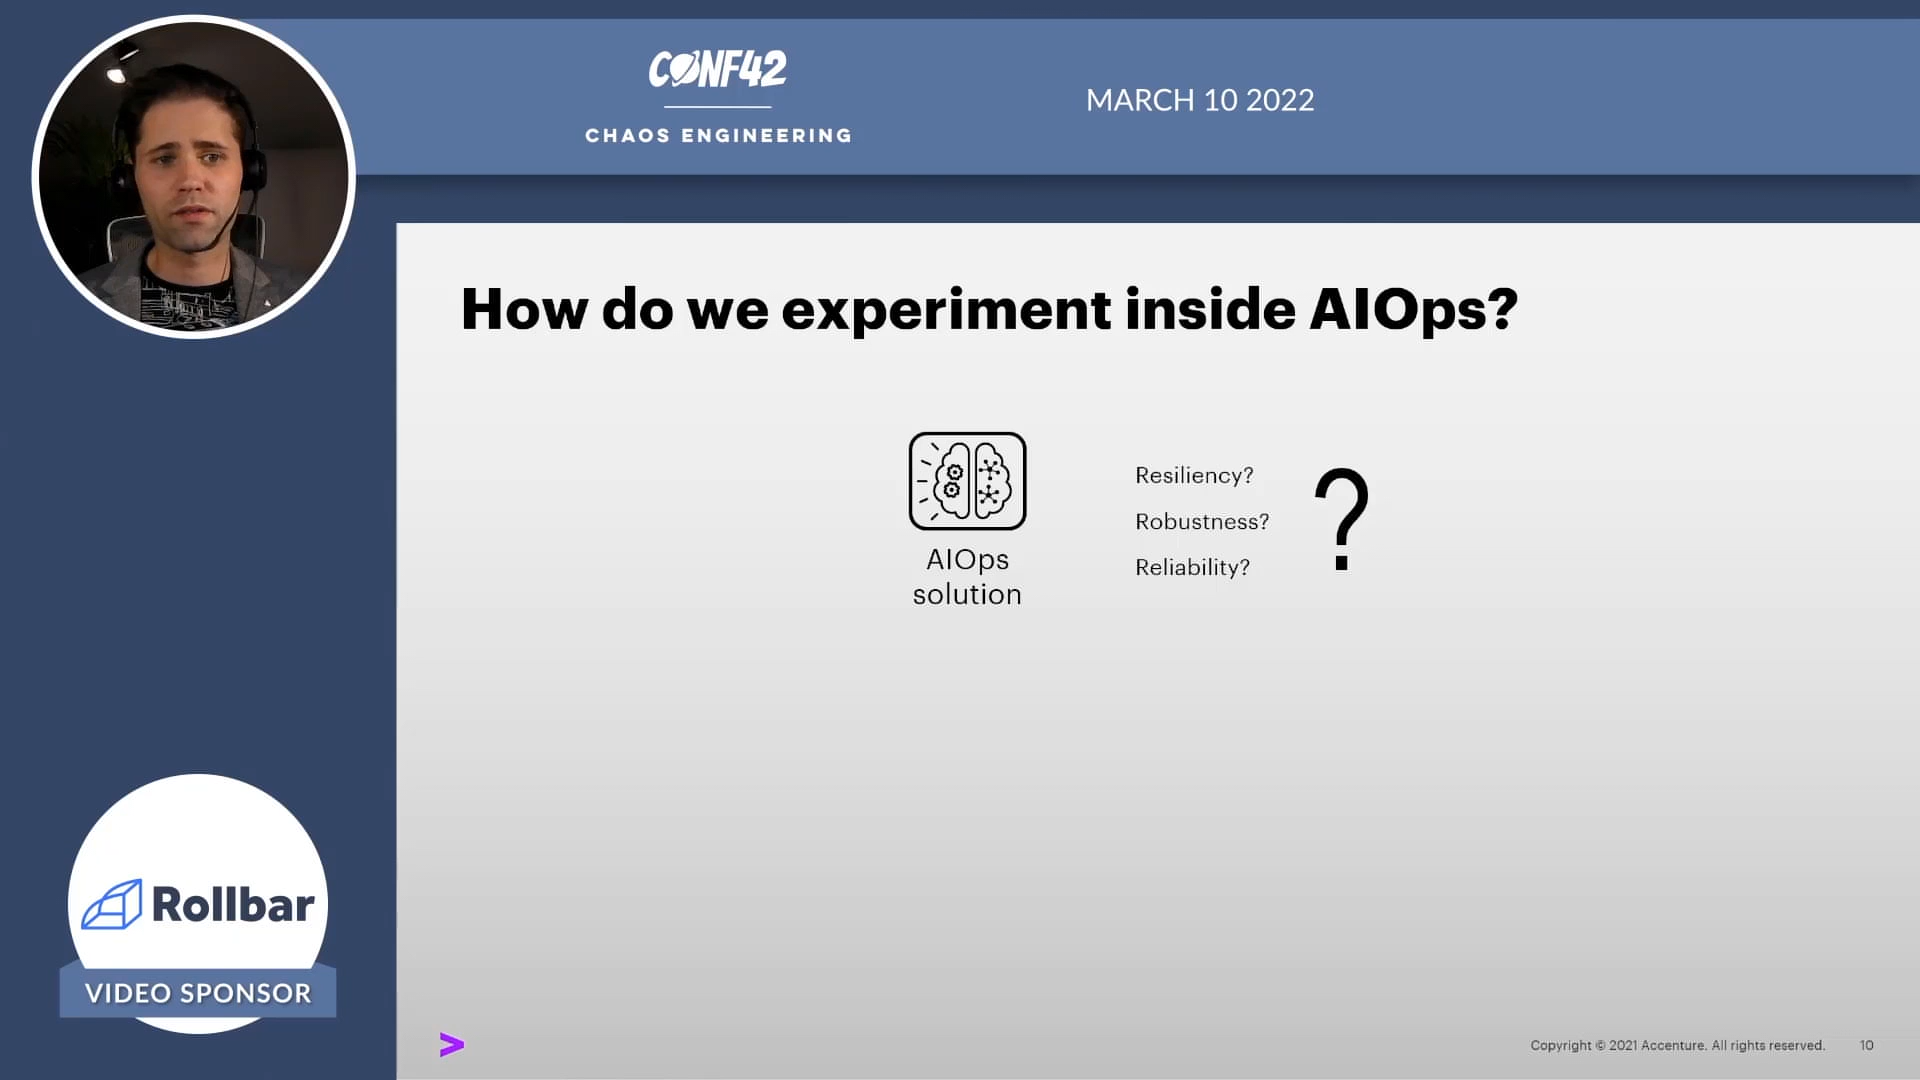 CONF42
CHAOS ENGINEERING
MARCH 10 2022
How do we experiment inside AIOps?
AIOps
solution
Resiliency?
Robustness?
Reliability?
?
Rollbar
VIDEO SPONSOR
>
Copyright © 2021 Accenture. All rights reserved. 10